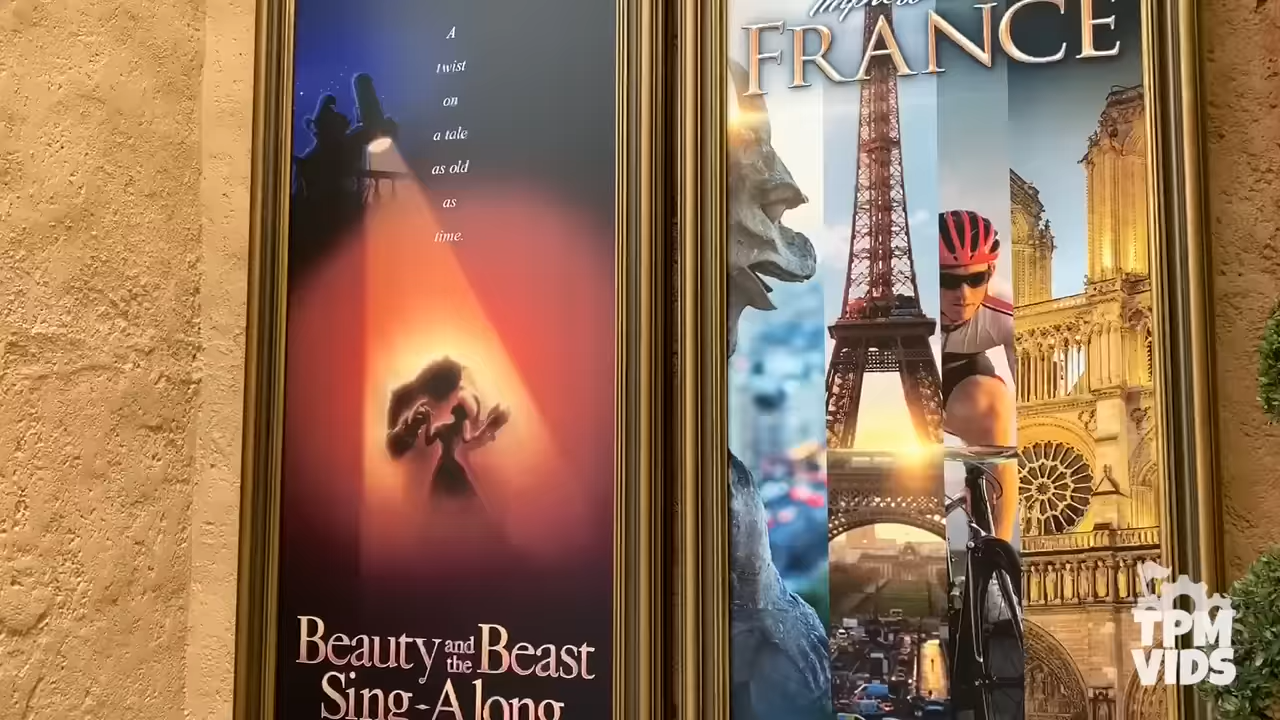 A
twist
on
a tale
as old
as
time.
Beauty and the Beast
Sing-Along
FRANCE
TPM
VIDS